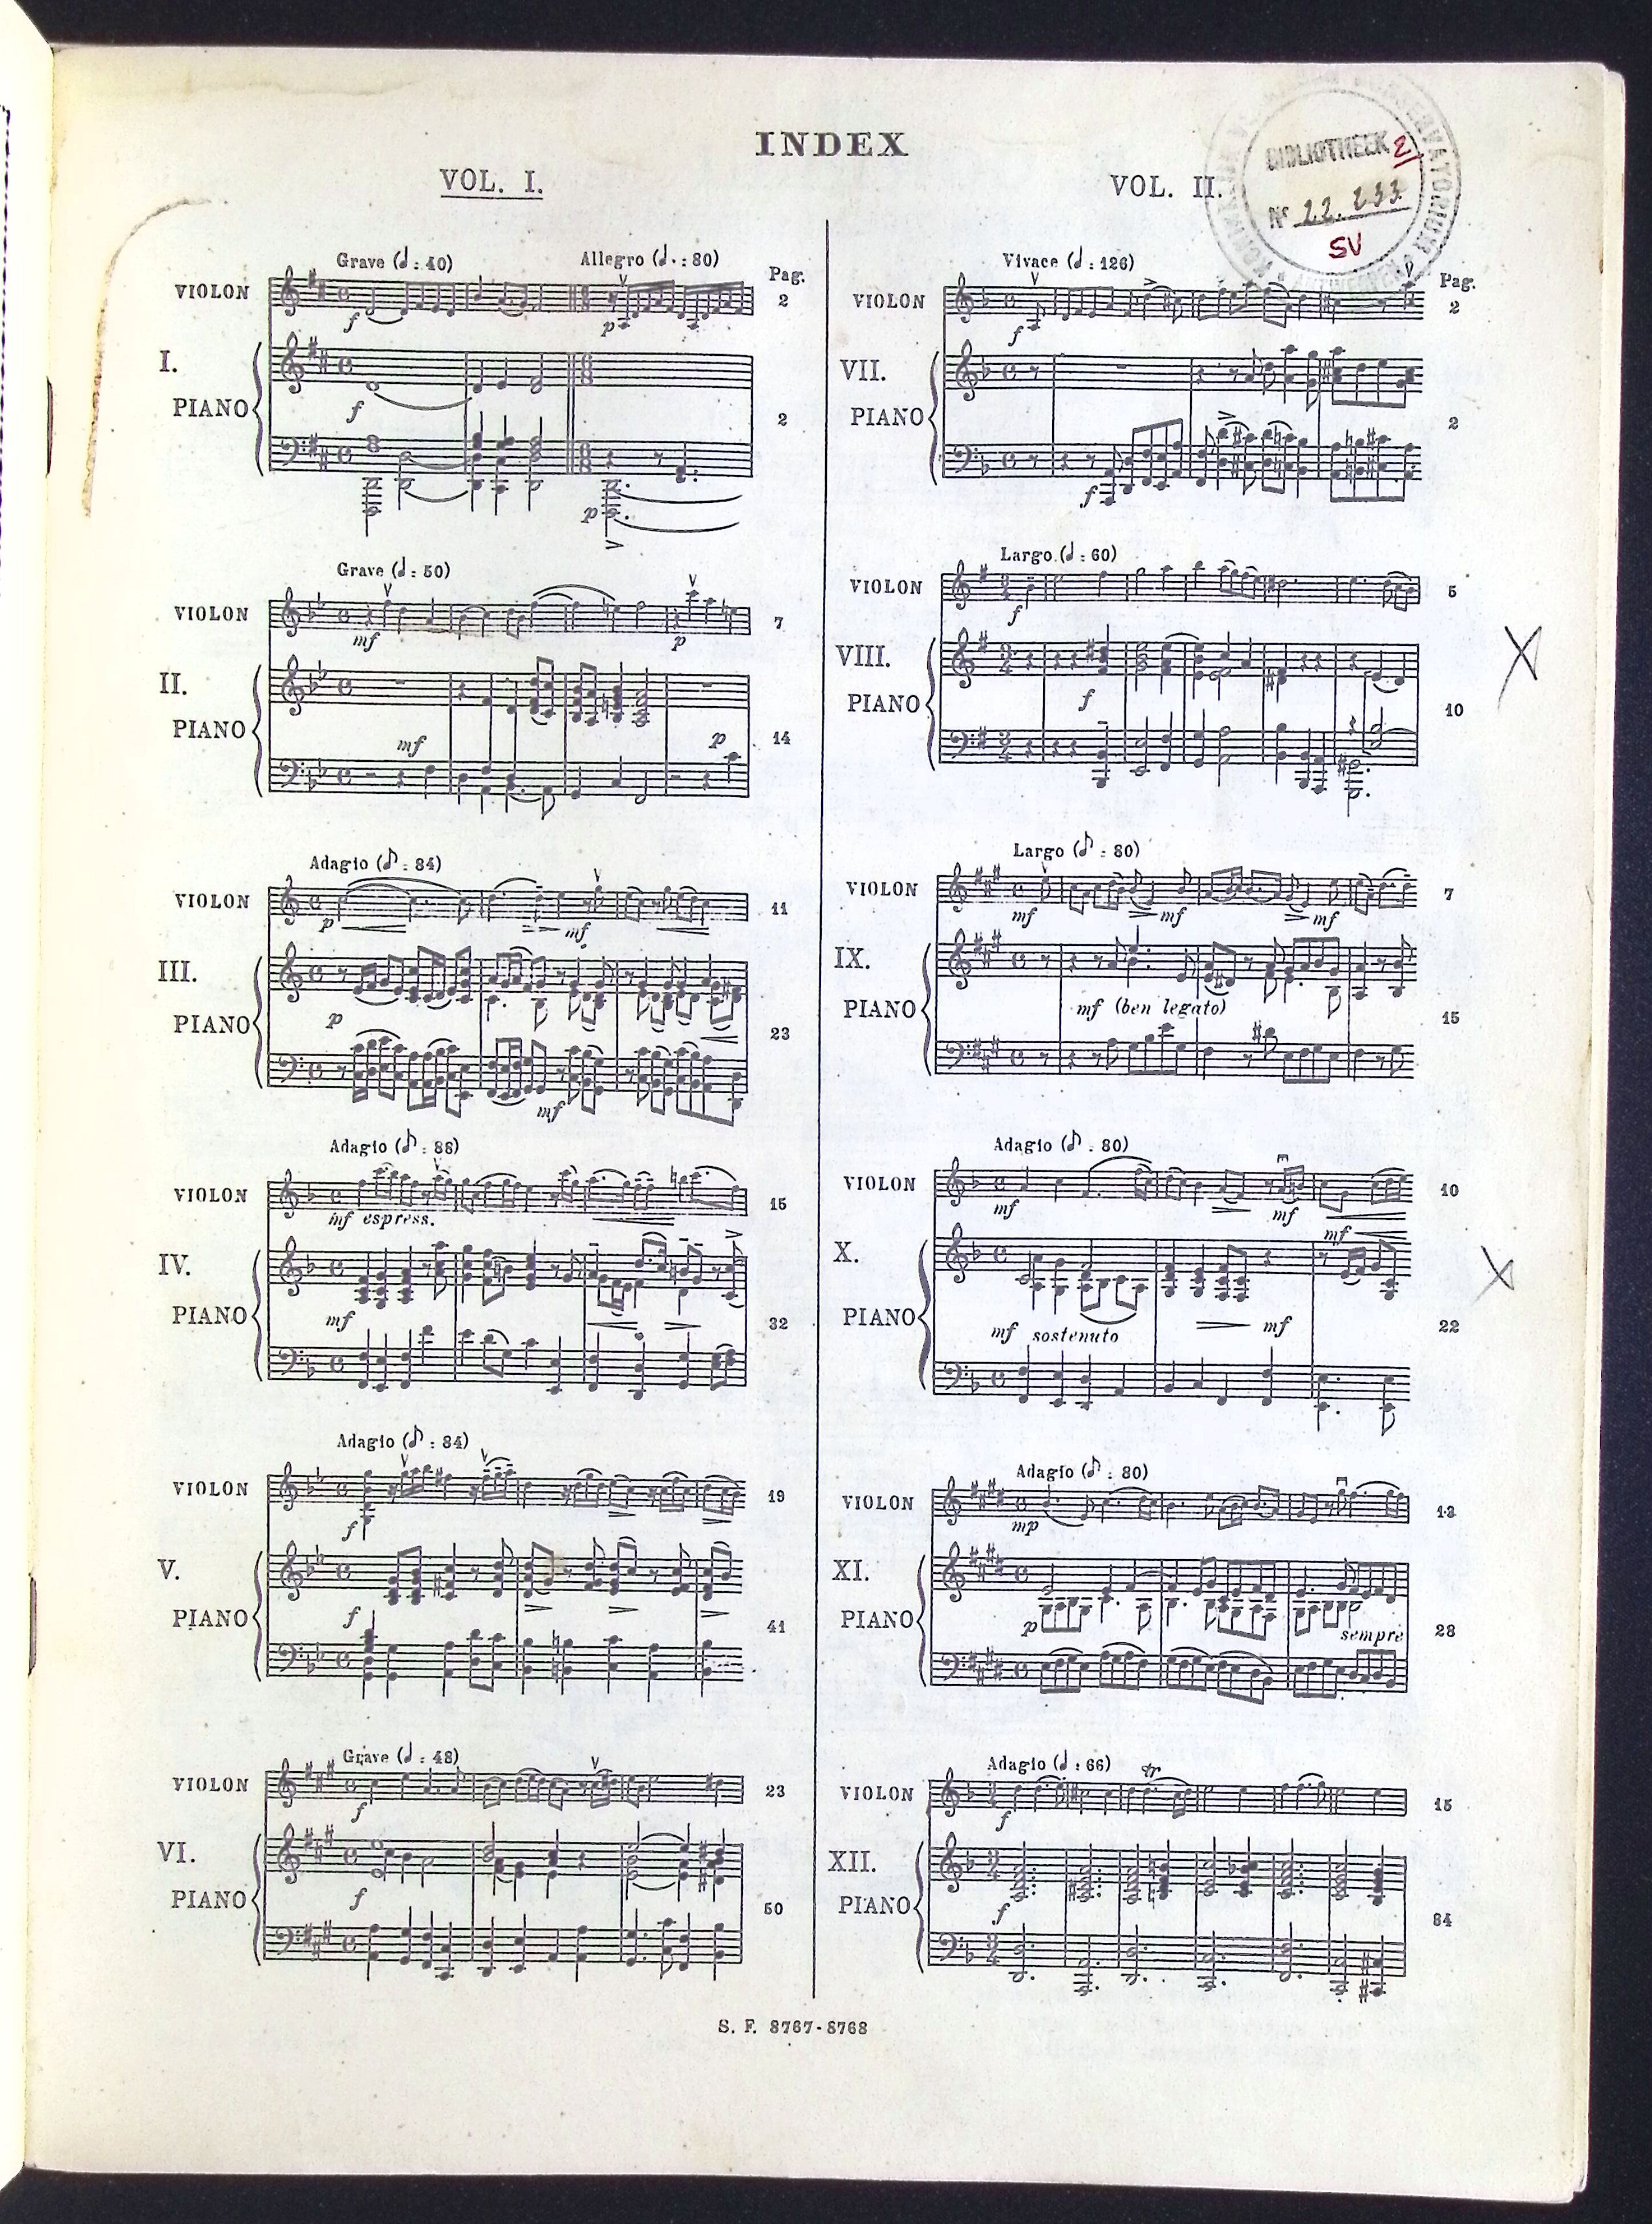 INDEX
VOL. I.
Grave (𝅗𝅥 : 40) Allegro (𝅘𝅥. : 80)
Pag.
VIOLON 2
f p
I.
PIANO 2
f
p
Grave (𝅘𝅥 : 50)
VIOLON 7
mf p
II.
PIANO 14
mf p
Adagio (♪ : 84)
VIOLON 11
p mf
III.
PIANO 23
p
mf
Adagio (♪ : 88)
VIOLON 15
mf espress.
IV.
PIANO 32
mf
Adagio (♪ : 84)
VIOLON 19
f
V.
PIANO 41
f
Grave (𝅘𝅥 : 48)
VIOLON 23
f
VI.
PIANO 50
f
VOL. II.
BIBLIOTHEEK 2
Nr 22.233
SV
Vivace (𝅘𝅥 : 126)
Pag.
VIOLON 2
f
VII.
PIANO 2
f
Largo (𝅘𝅥 : 60)
VIOLON 5
f
VIII.
PIANO 10
f
Largo (♪ : 80)
VIOLON 7
mf mf mf
IX.
PIANO 15
mf (ben legato)
Adagio (♪ : 80)
VIOLON 10
mf mf mf
X.
PIANO 22
mf sostenuto mf
Adagio (♪ : 80)
VIOLON 13
mp
XI.
PIANO 28
p sempre
Adagio (𝅘𝅥 : 66)
tr
VIOLON 15
f
XII.
PIANO 34
f
S. F. 8767-8768